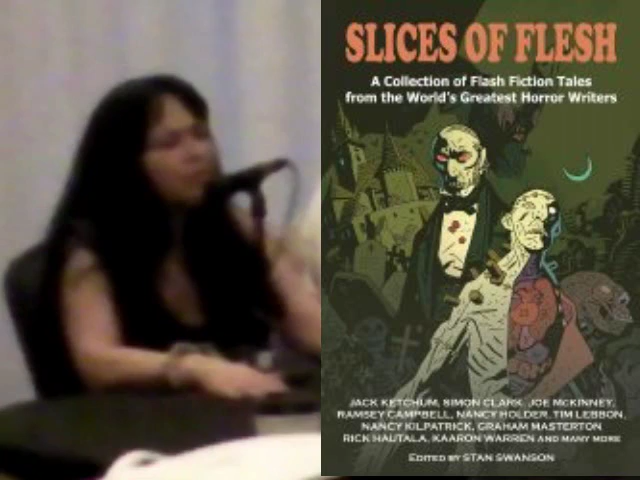 SLICES OF FLESH
A Collection of Flash Fiction Tales
from the World's Greatest Horror Writers
JACK KETCHUM, SIMON CLARK, JOE MCKINNEY,
RAMSEY CAMPBELL, NANCY HOLDER, TIM LEBBON,
NANCY KILPATRICK, GRAHAM MASTERTON
RICK HAUTALA, KAARON WARREN AND MANY MORE
EDITED BY STAN SWANSON